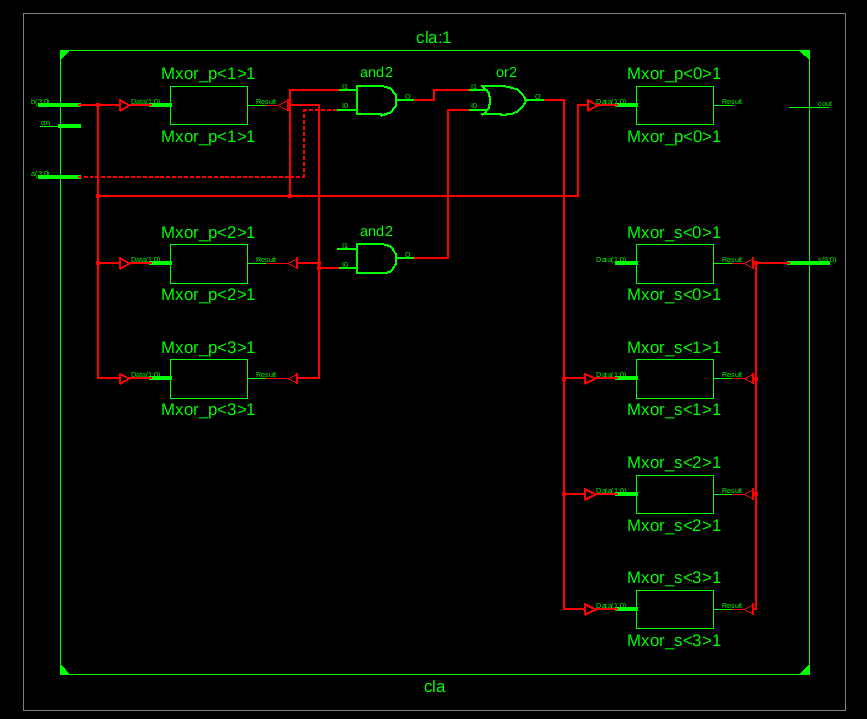 cla:1
Mxor_p<1>1
and2
or2
Mxor_p<0>1
b(3:0)
Data(1:0)
Result
I1
I0
O
I1
I0
O
Data(1:0)
Result
cout
Mxor_p<1>1
Mxor_p<0>1
a(3:0)
Mxor_p<2>1
and2
Mxor_s<0>1
Data(1:0)
Result
I1
I0
O
Data(1:0)
Result
s(3:0)
Mxor_p<2>1
Mxor_s<0>1
Mxor_p<3>1
Mxor_s<1>1
Data(1:0)
Result
Data(1:0)
Result
Mxor_p<3>1
Mxor_s<1>1
Mxor_s<2>1
Data(1:0)
Result
Mxor_s<2>1
Mxor_s<3>1
Data(1:0)
Result
Mxor_s<3>1
cla